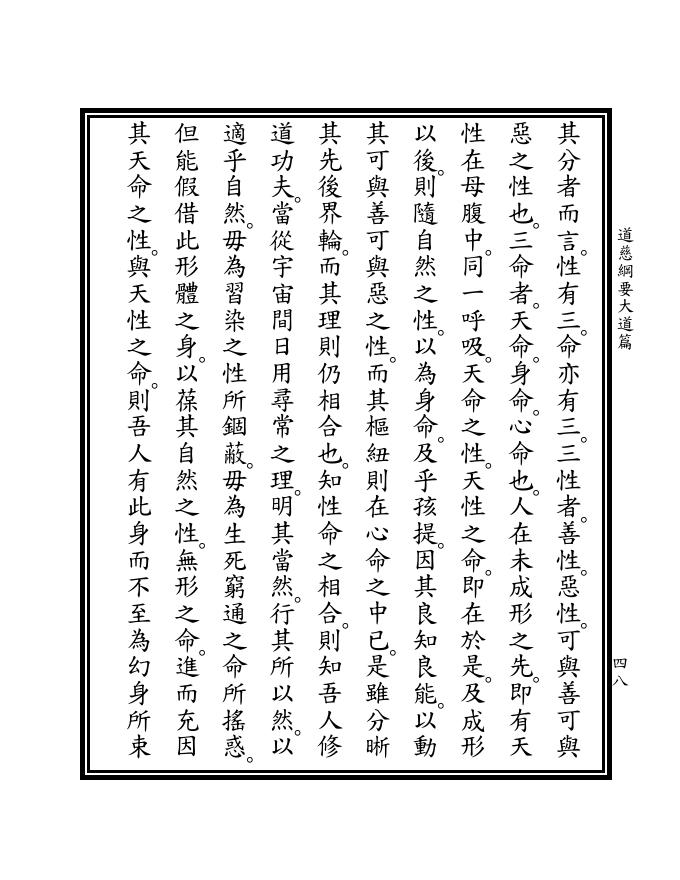 道慈綱要大道篇
四八
其分者而言。性有三。命亦有三。三性者。善性。惡性。可與善可與
惡之性也。三命者。天命。身命。心命也。人在未成形之先。即有天
性在母腹中。同一呼吸。天命之性。天性之命。即在於是。及成形
以後。則隨自然之性。以為身命。及乎孩提。因其良知良能。以動
其可與善可與惡之性。而其樞紐則在心命之中已。是雖分晰
其先後界輪。而其理則仍相合也。知性命之相合。則知吾人修
道功夫。當從宇宙間日用尋常之理。明其當然。行其所以然。以
適乎自然。毋為習染之性所錮蔽。毋為生死窮通之命所搖惑。
但能假借此形體之身。以葆其自然之性。無形之命。進而充因
其天命之性。與天性之命。則吾人有此身而不至為幻身所束